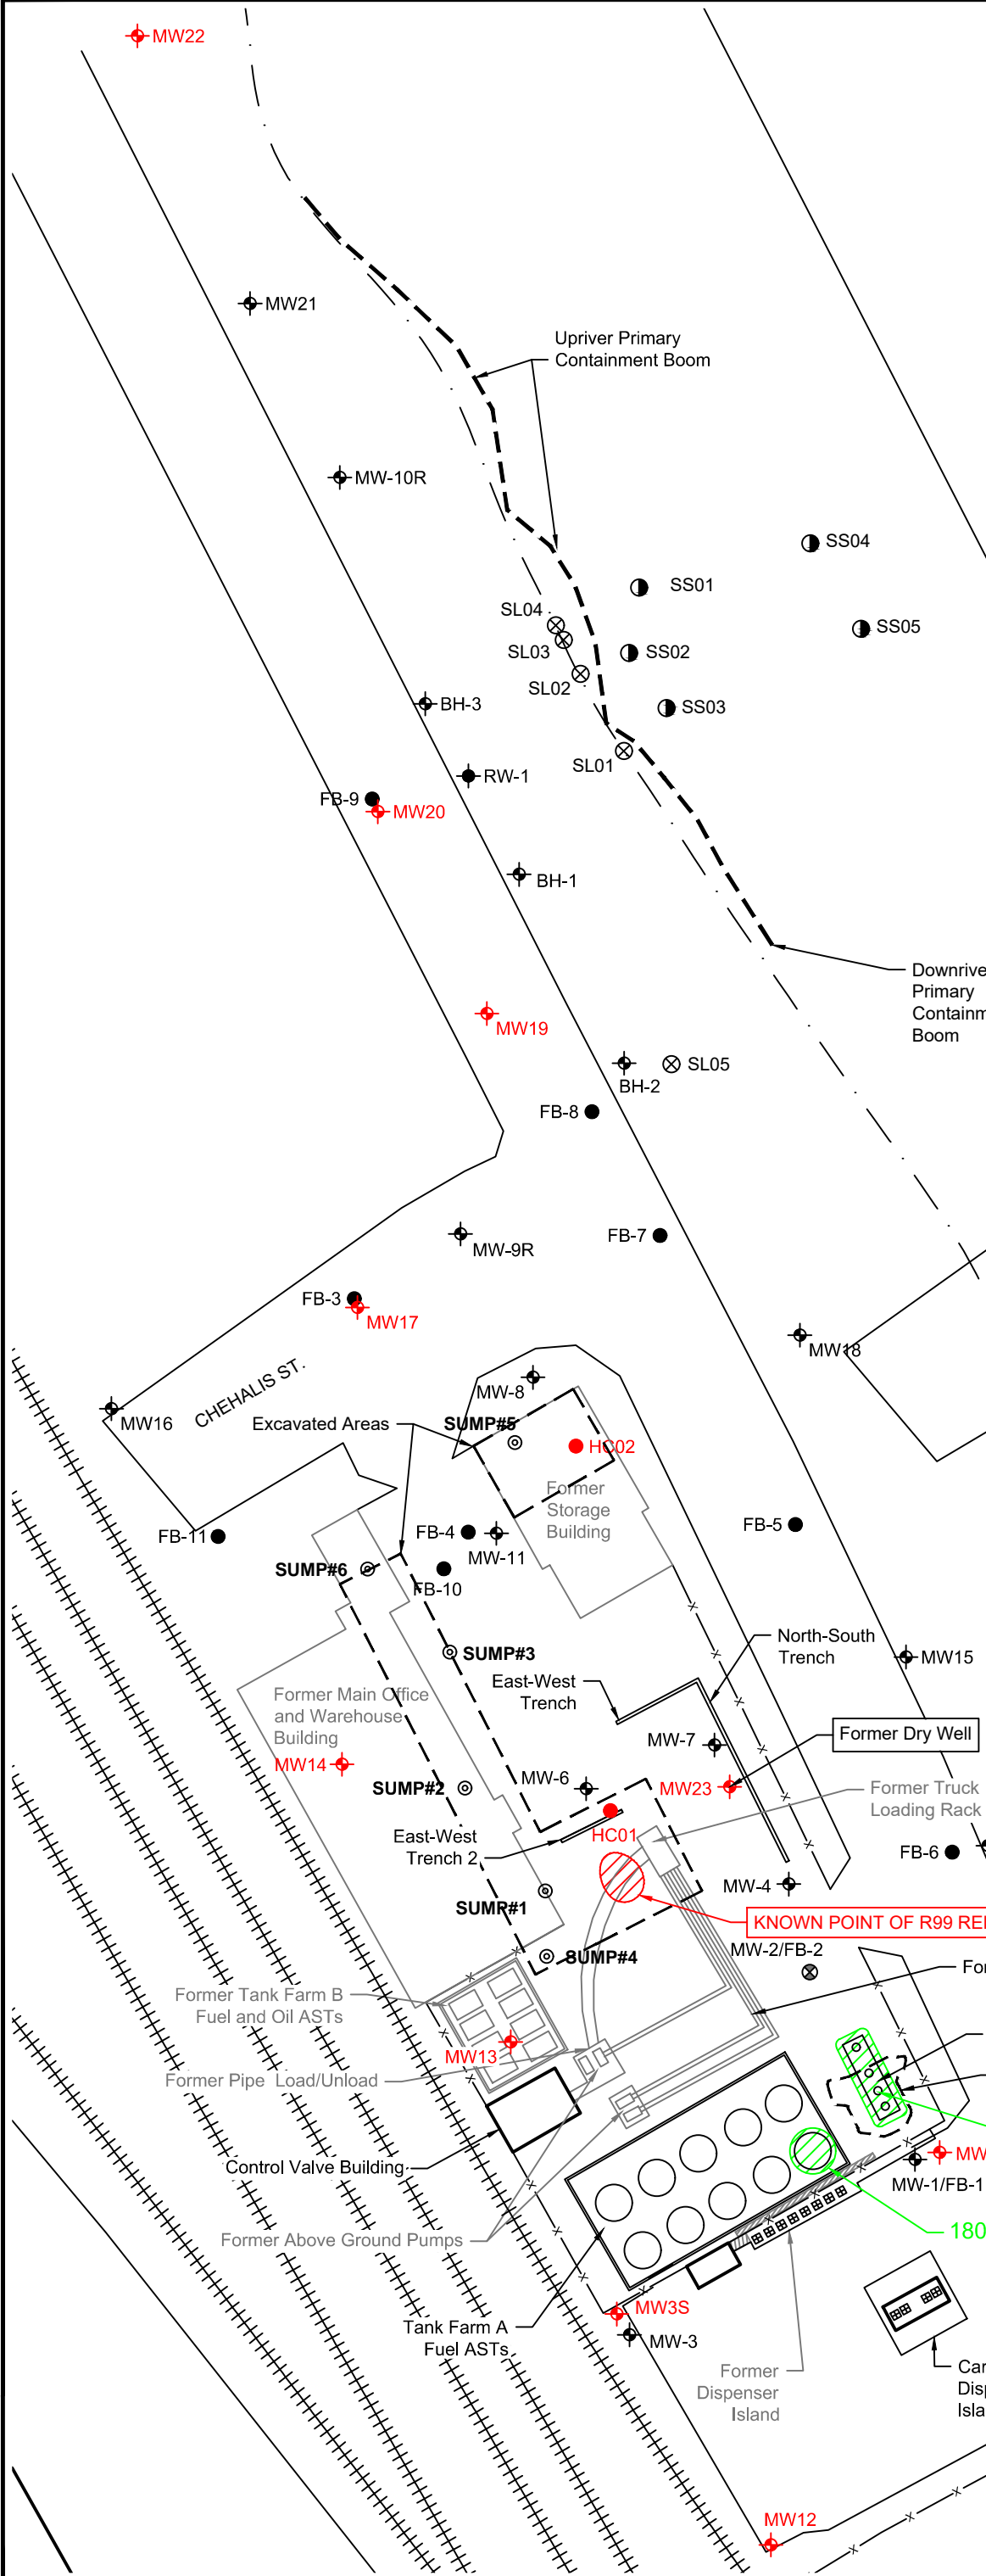 MW22
MW21
Upriver Primary
Containment Boom
MW-10R
SS04
SS01
SL04
SS05
SL03
SS02
SL02
BH-3
SS03
SL01
RW-1
FB-9
MW20
BH-1
Downrive
Primary
Containm
Boom
MW19
SL05
BH-2
FB-8
FB-7
MW-9R
FB-3
MW17
MW18
CHEHALIS ST.
MW-8
MW16
Excavated Areas
SUMP#5
HC02
Former
Storage
Building
FB-11
FB-4
FB-5
MW-11
SUMP#6
FB-10
North-South
Trench
SUMP#3
MW15
East-West
Trench
Former Main Office
and Warehouse
Building
MW-7
Former Dry Well
MW14
SUMP#2
MW-6
MW23
Former Truck
Loading Rack
HC01
East-West
Trench 2
FB-6
MW-4
SUMP#1
KNOWN POINT OF R99 REL
MW-2/FB-2
SUMP#4
For
Former Tank Farm B
Fuel and Oil ASTs
MW13
Former Pipe Load/Unload
MW
Control Valve Building
MW-1/FB-1
180
Former Above Ground Pumps
MW3S
Tank Farm A
Fuel ASTs
MW-3
Former
Dispenser
Island
Car
Disp
Isla
MW12